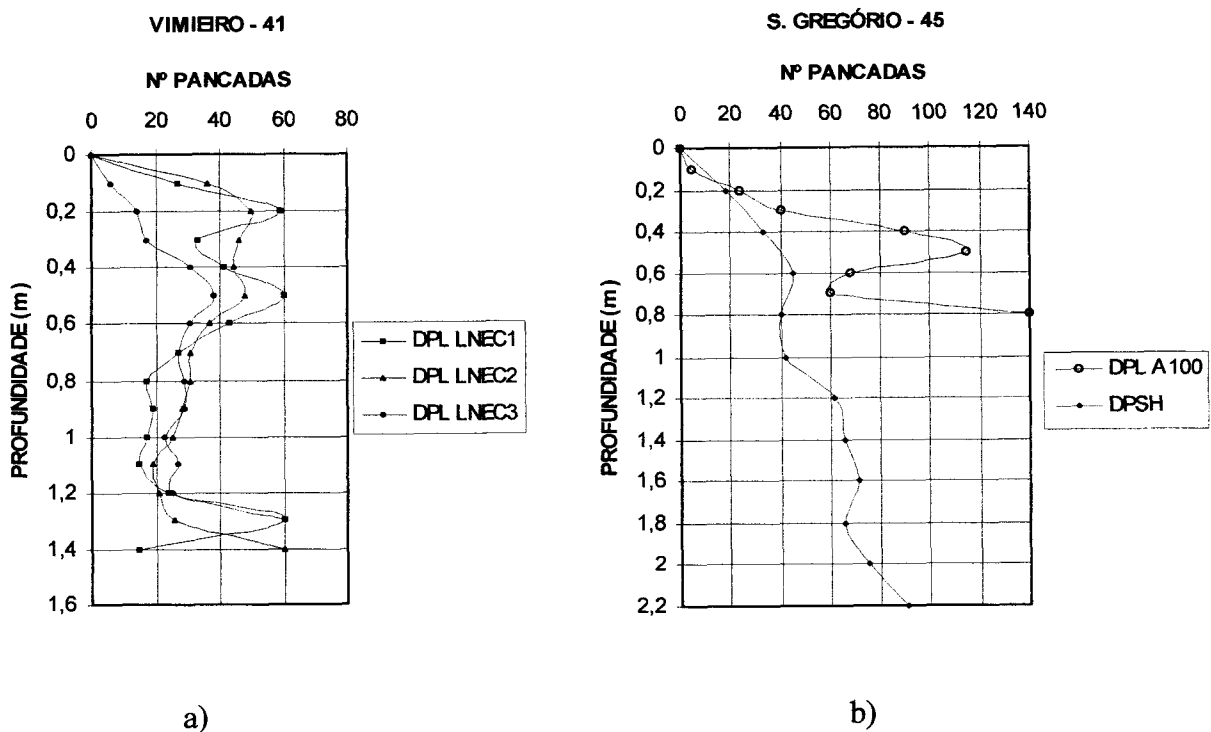 VIMIEIRO - 41
Nº PANCADAS
0 20 40 60 80
0
0,2
0,4
0,6
0,8
1
1,2
1,4
1,6
PROFUNDIDADE (m)
DPL LNEC1
DPL LNEC2
DPL LNEC3
a)
S. GREGÓRIO - 45
Nº PANCADAS
0 20 40 60 80 100 120 140
0
0,2
0,4
0,6
0,8
1
1,2
1,4
1,6
1,8
2
2,2
PROFUNDIDADE (m)
DPL A100
DPSH
b)